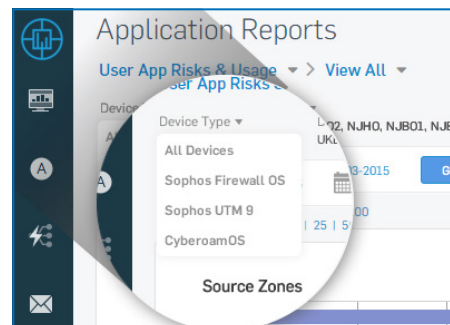 Application Reports
User App Risks & Usage > View All
User App Risks
Device
Device Type
02, NJHO, NJBO1, NJB
All Devices
Sophos Firewall OS
03-2015
Sophos UTM 9
00
CyberoamOS
| 25 | 5
Source Zones
A
A
G